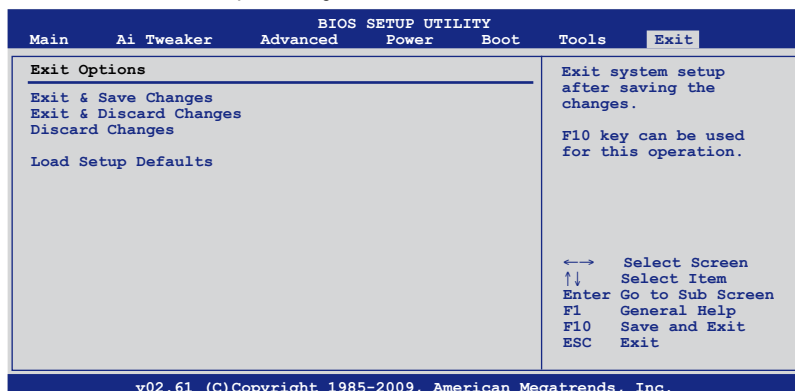 BIOS SETUP UTILITY
Main Ai Tweaker Advanced Power Boot Tools Exit
Exit Options
Exit & Save Changes
Exit & Discard Changes
Discard Changes
Load Setup Defaults
Exit system setup
after saving the
changes.
F10 key can be used
for this operation.
←→ Select Screen
↑↓ Select Item
Enter Go to Sub Screen
F1 General Help
F10 Save and Exit
ESC Exit
v02.61 (C)Copyright 1985-2009, American Megatrends, Inc.